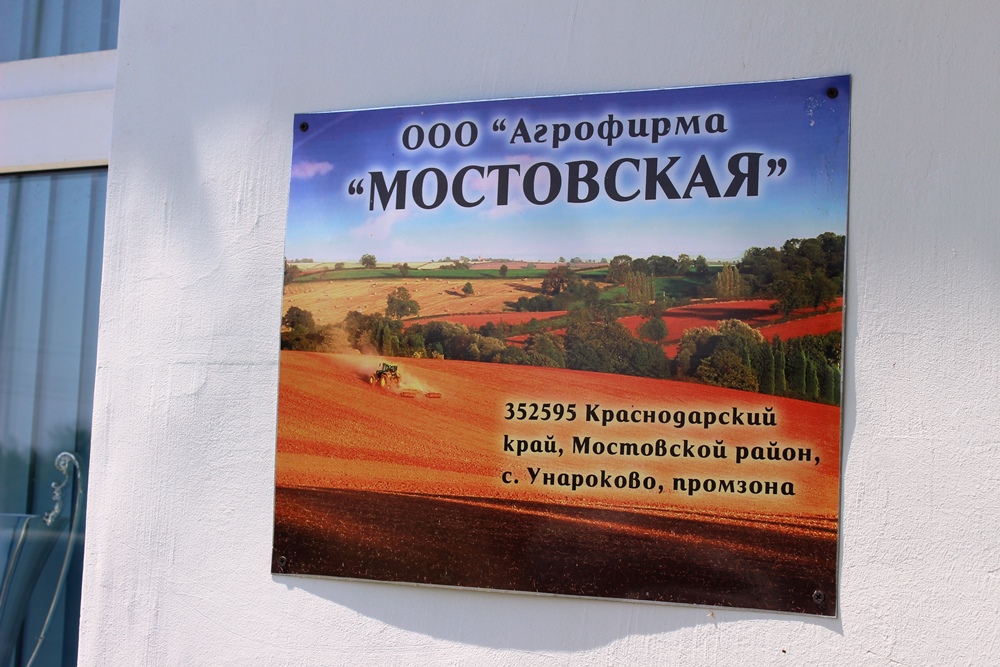 ООО “Агрофирма
“МОСТОВСКАЯ”
352595 Краснодарский
край, Мостовской район,
с. Унароково, промзона